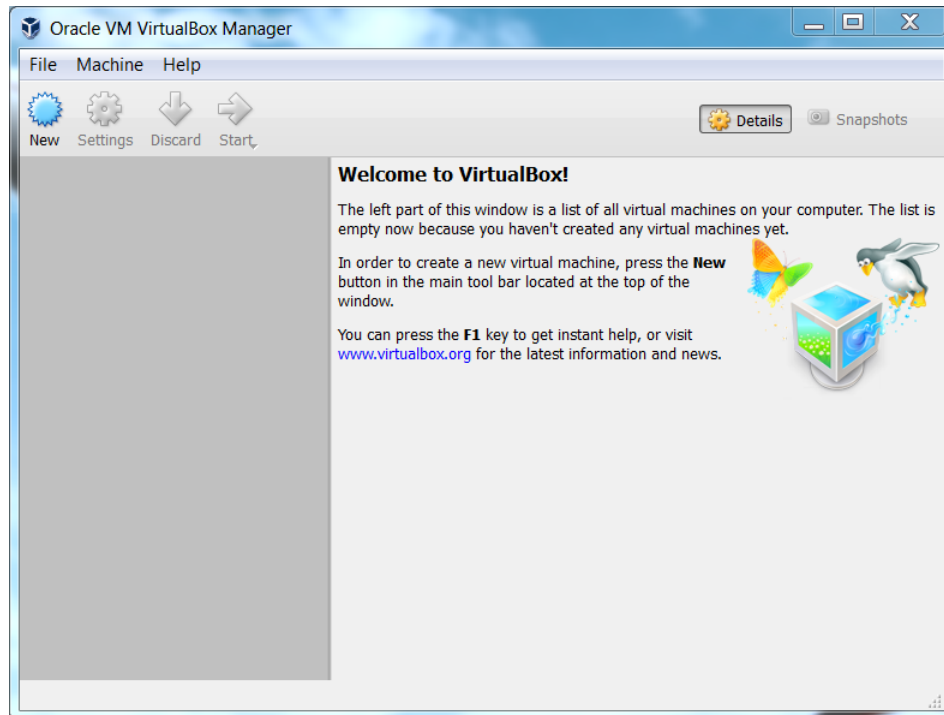 Oracle VM VirtualBox Manager
File Machine Help
New Settings Discard Start
Details Snapshots
Welcome to VirtualBox!
The left part of this window is a list of all virtual machines on your computer. The list is
empty now because you haven't created any virtual machines yet.
In order to create a new virtual machine, press the New
button in the main tool bar located at the top of the
window.
You can press the F1 key to get instant help, or visit
www.virtualbox.org for the latest information and news.